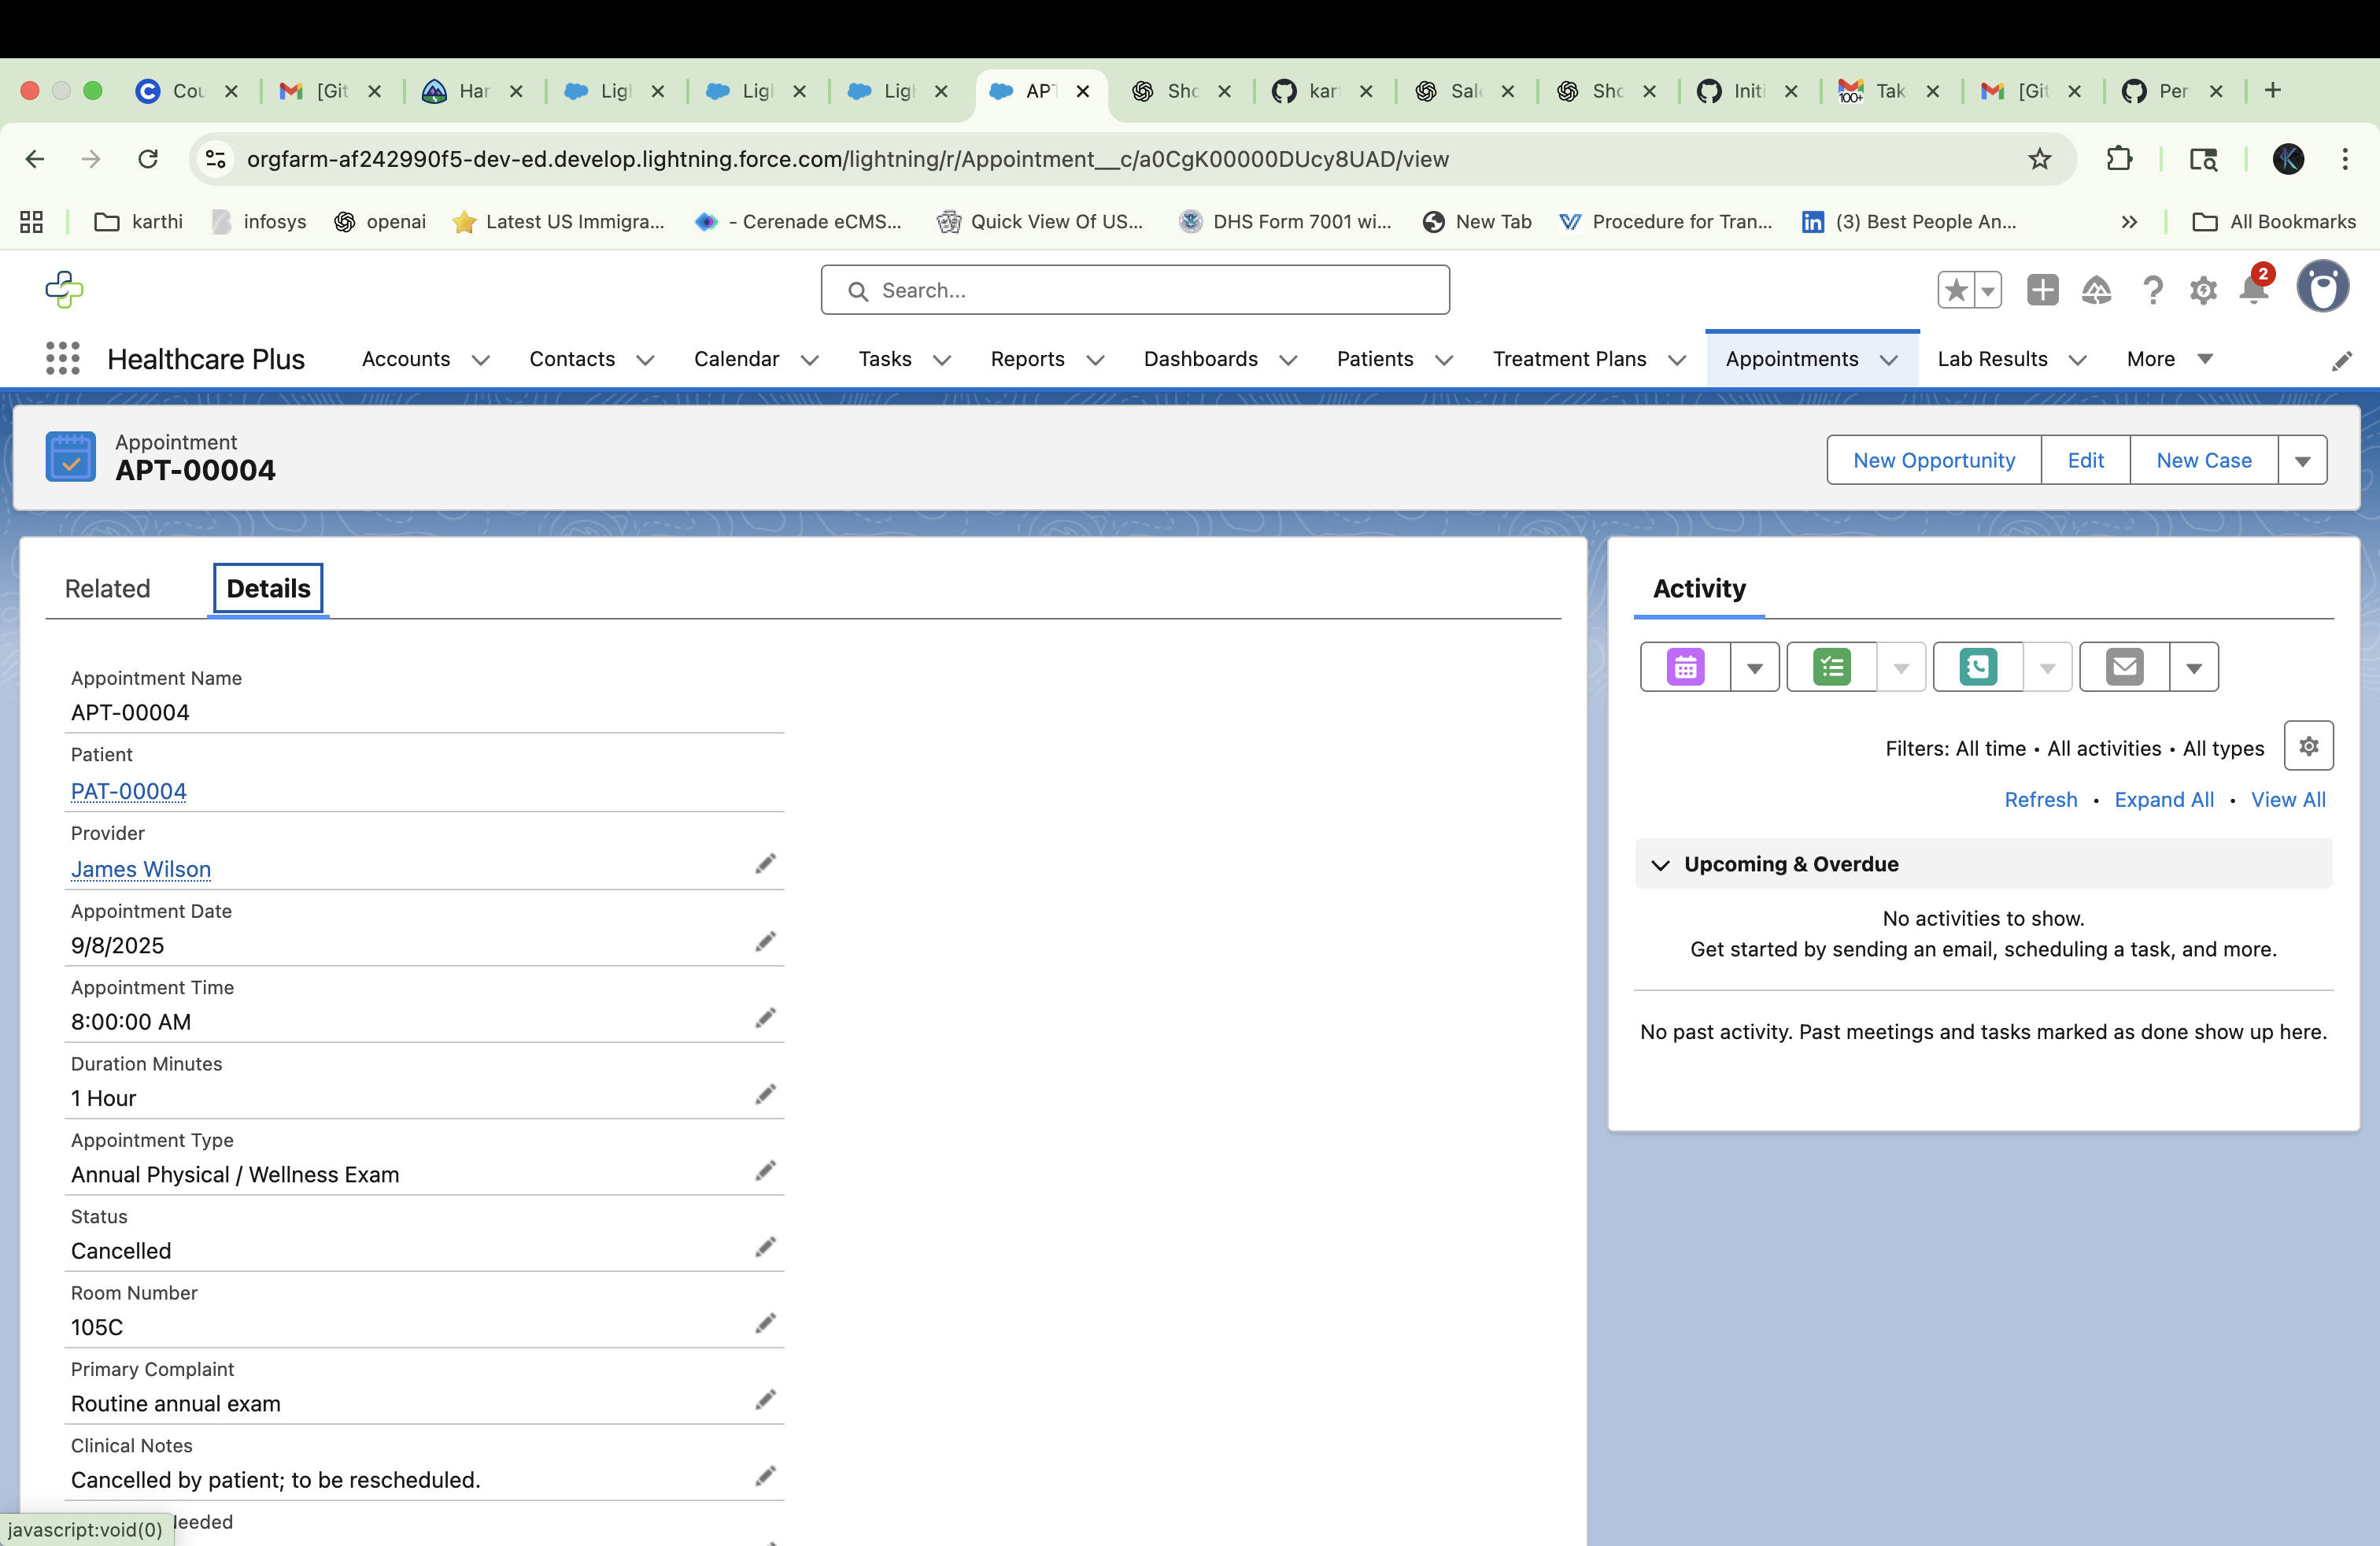 Cou
[Git
Har
Ligl
Ligl
Ligl
APT
Sho
kar
Sal
Sho
Initi
100+
Tak
[Git
Per
orgfarm-af242990f5-dev-ed.develop.lightning.force.com/lightning/r/Appointment__c/a0CgK00000DUcy8UAD/view
karthi
infosys
openai
Latest US Immigra...
- Cerenade eCMS...
Quick View Of US...
DHS Form 7001 wi...
New Tab
Procedure for Tran...
(3) Best People An...
All Bookmarks
Search...
2
Healthcare Plus
Accounts
Contacts
Calendar
Tasks
Reports
Dashboards
Patients
Treatment Plans
Appointments
Lab Results
More
Appointment
APT-00004
New Opportunity
Edit
New Case
Related
Details
Appointment Name
APT-00004
Patient
PAT-00004
Provider
James Wilson
Appointment Date
9/8/2025
Appointment Time
8:00:00 AM
Duration Minutes
1 Hour
Appointment Type
Annual Physical / Wellness Exam
Status
Cancelled
Room Number
105C
Primary Complaint
Routine annual exam
Clinical Notes
Cancelled by patient; to be rescheduled.
eeded
javascript:void(0)
Activity
Filters: All time • All activities • All types
Refresh • Expand All • View All
Upcoming & Overdue
No activities to show.
Get started by sending an email, scheduling a task, and more.
No past activity. Past meetings and tasks marked as done show up here.